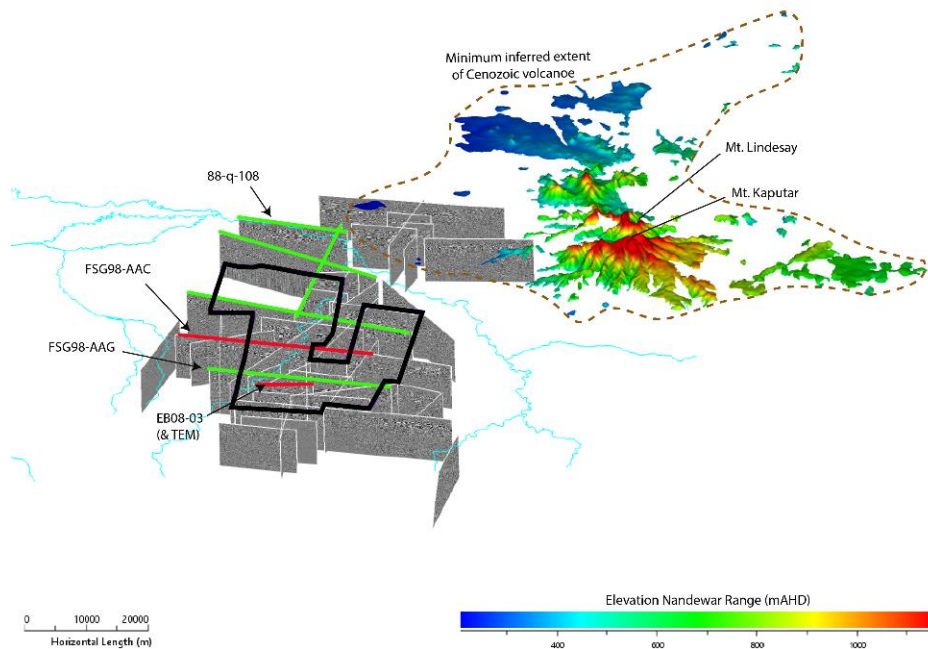 Minimum inferred extent
of Cenozoic volcanoe
Mt. Lindesay
88-q-108
Mt. Kaputar
FSG98-AAC
FSG98-AAG
EB08-03
(& TEM)
0 10000 20000
Horizontal Length (m)
Elevation Nandewar Range (mAHD)
400 600 800 1000